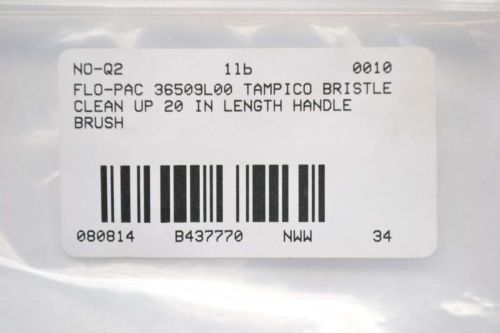 NO-Q2 1lb 0010
FLO-PAC 36509L00 TAMPICO BRISTLE
CLEAN UP 20 IN LENGTH HANDLE
BRUSH
080814 B437770 NWW 34